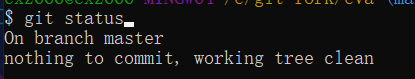 $ git status
On branch master
nothing to commit, working tree clean